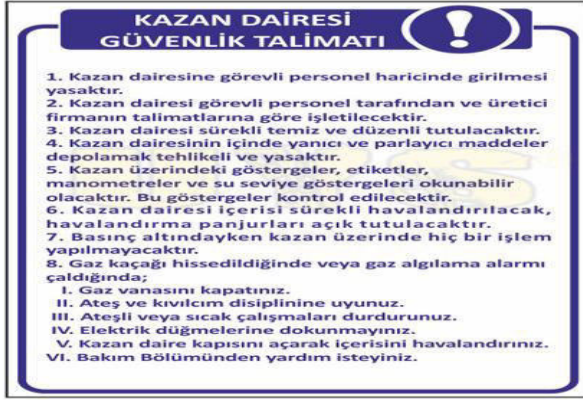 KAZAN DAİRESİ
GÜVENLİK TALİMATI
1. Kazan dairesine görevli personel haricinde girilmesi
yasaktır.
2. Kazan dairesi görevli personel tarafından ve üretici
firmanın talimatlarına göre işletilecektir.
3. Kazan dairesi sürekli temiz ve düzenli tutulacaktır.
4. Kazan dairesinin içinde yanıcı ve parlayıcı maddeler
depolamak tehlikeli ve yasaktır.
5. Kazan üzerindeki göstergeler, etiketler,
manometreler ve su seviye göstergeleri okunabilir
olacaktır. Bu göstergeler kontrol edilecektir.
6. Kazan dairesi içerisi sürekli havalandırılacak,
havalandırma panjurları açık tutulacaktır.
7. Basınç altındayken kazan üzerinde hiç bir işlem
yapılmayacaktır.
8. Gaz kaçağı hissedildiğinde veya gaz algılama alarmı
çaldığında;
I. Gaz vanasını kapatınız.
II. Ateş ve kıvılcım disiplinine uyunuz.
III. Ateşli veya sıcak çalışmaları durdurunuz.
IV. Elektrik düğmelerine dokunmayınız.
V. Kazan daire kapısını açarak içerisini havalandırınız.
VI. Bakım Bölümünden yardım isteyiniz.